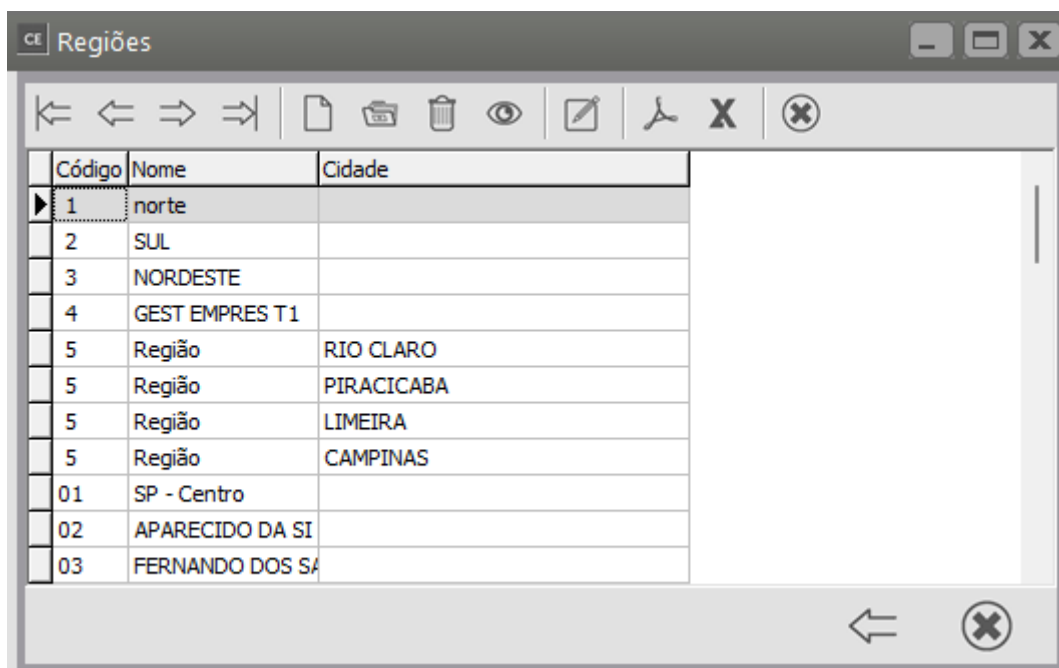 CE Regiões
X
Código Nome Cidade
1 norte
2 SUL
3 NORDESTE
4 GEST EMPRES T1
5 Região RIO CLARO
5 Região PIRACICABA
5 Região LIMEIRA
5 Região CAMPINAS
01 SP - Centro
02 APARECIDO DA SI
03 FERNANDO DOS SA